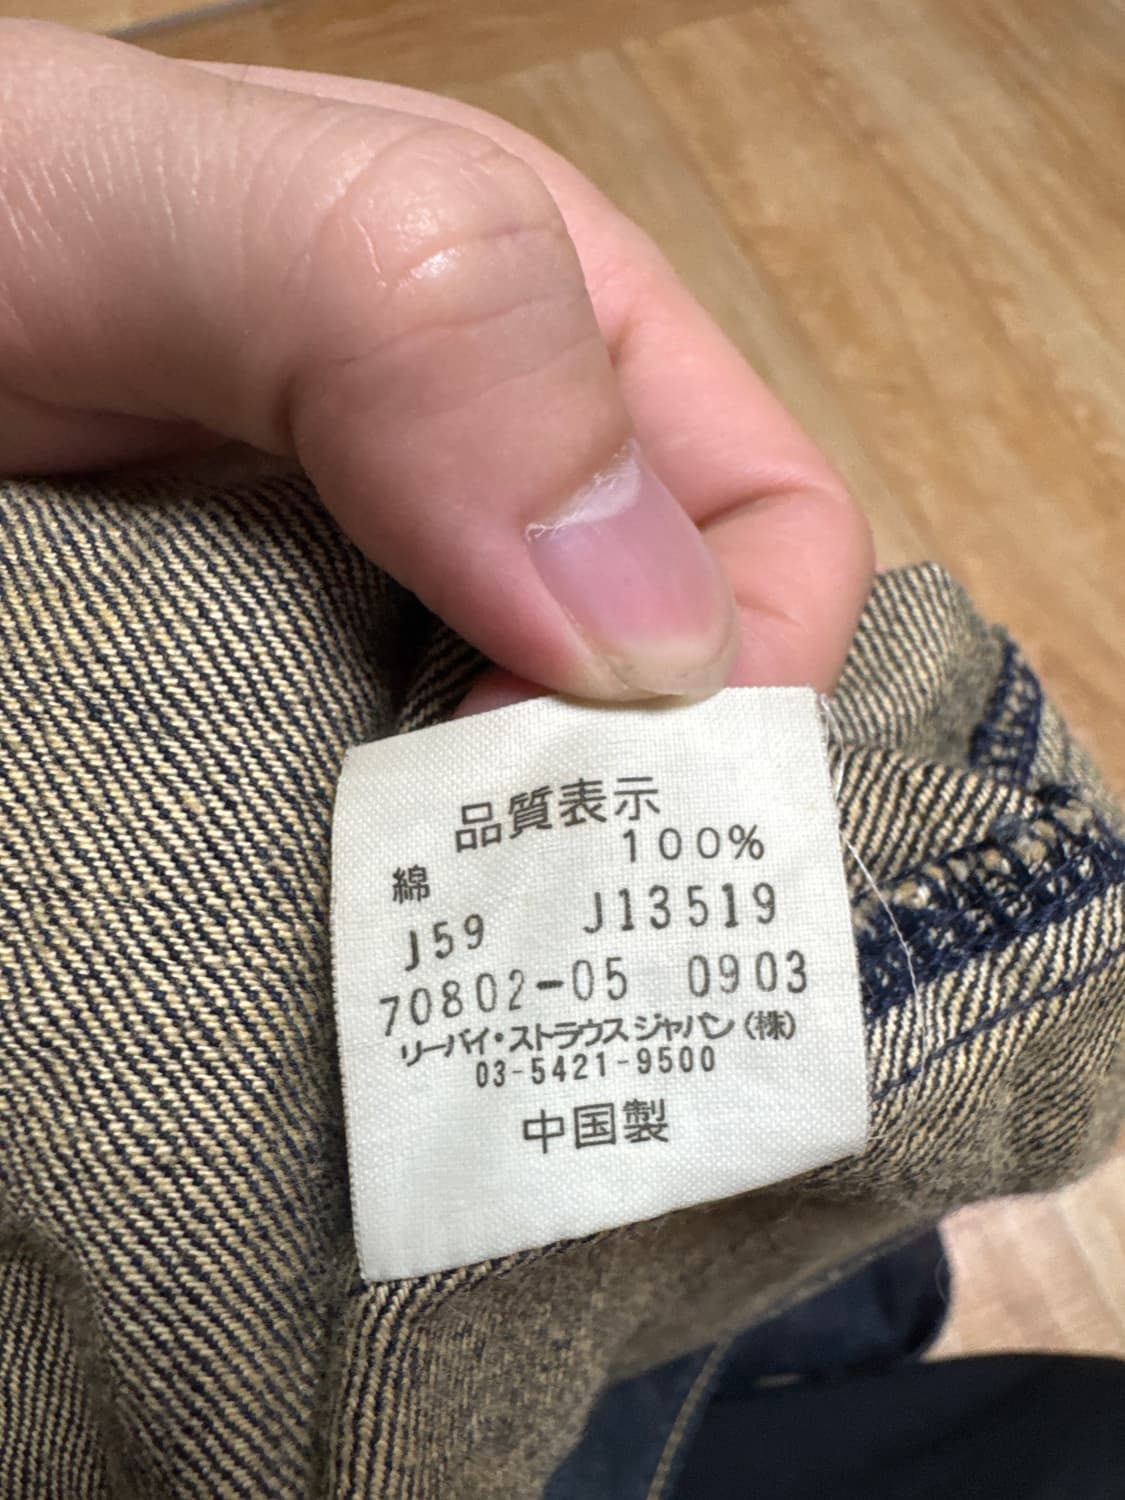 品質表示
綿 100%
J59 J13519
70802-05 0903
リーバイ・ストラウスジャパン(株)
03-5421-9500
中国製